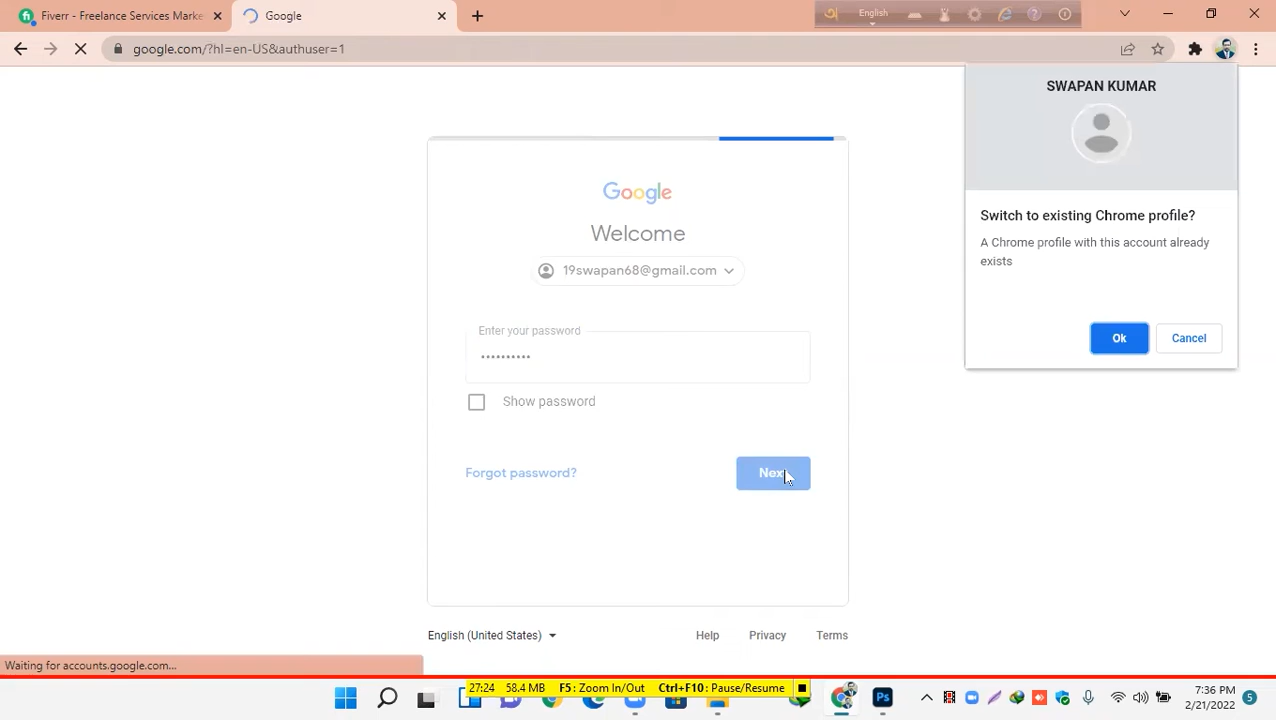 Fiverr - Freelance Services Marke
Google
English
google.com/?hl=en-US&authuser=1
SWAPAN KUMAR
Switch to existing Chrome profile?
A Chrome profile with this account already
exists
Ok
Cancel
Google
Welcome
19swapan68@gmail.com
Enter your password
••••••••••
Show password
Forgot password?
Next
English (United States)
Help
Privacy
Terms
Waiting for accounts.google.com...
27:24 58.4 MB F5: Zoom In/Out Ctrl+F10: Pause/Resume
Ps
7:36 PM
2/21/2022
5